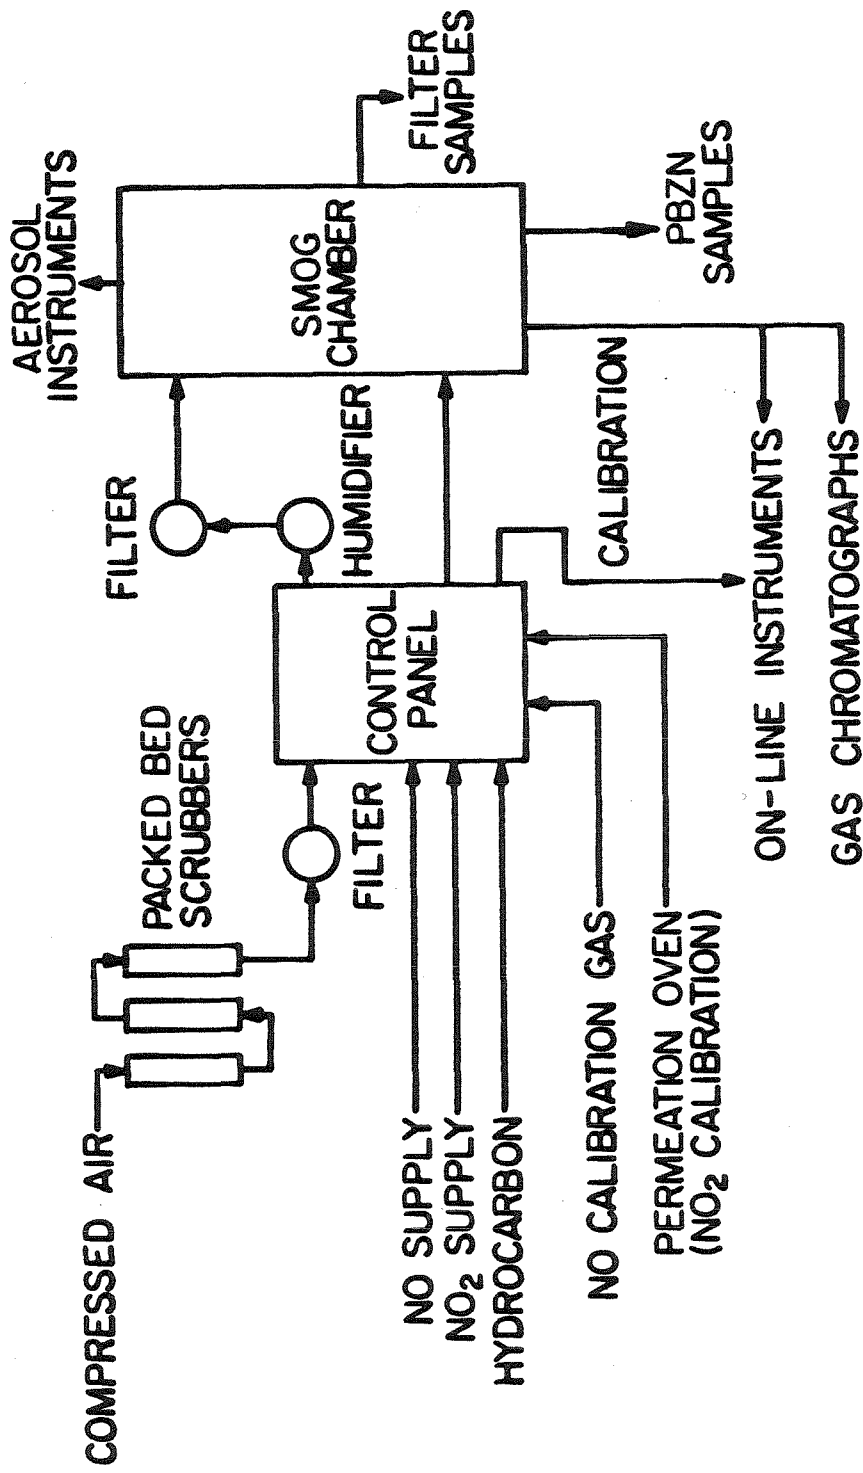 COMPRESSED AIR
PACKED BED
SCRUBBERS
FILTER
AEROSOL
INSTRUMENTS
FILTER
HUMIDIFIER
SMOG
CHAMBER
FILTER
SAMPLES
CONTROL
PANEL
NO SUPPLY
NO₂ SUPPLY
HYDROCARBON
NO CALIBRATION GAS
PERMEATION OVEN
(NO₂ CALIBRATION)
CALIBRATION
PBZN
SAMPLES
ON-LINE INSTRUMENTS
GAS CHROMATOGRAPHS